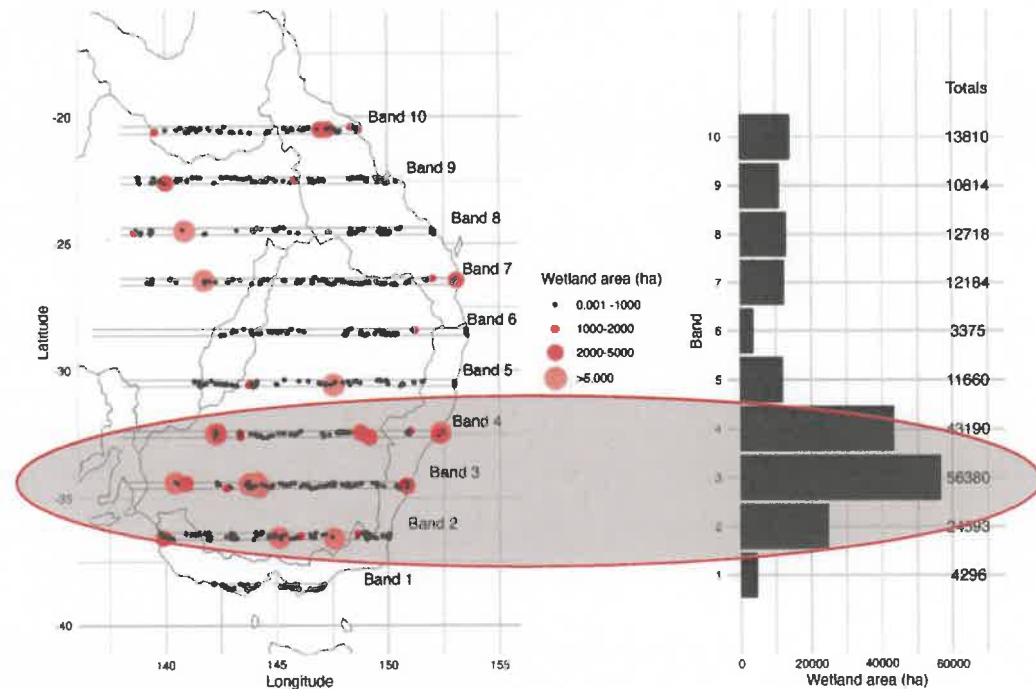 Totals
-20
Band 10
10
13810
Band 9
9
10814
Band 8
8
12718
-25
Band 7
7
12184
Wetland area (ha)
0.001 -1000
1000-2000
2000-5000
>5.000
Latitude
Band
Band 6
6
3375
-30
Band 5
5
11660
Band 4
4
43190
Band 3
3
56380
-35
Band 2
2
24593
Band 1
1
4296
-40
140
145
150
155
Longitude
0
20000
40000
60000
Wetland area (ha)